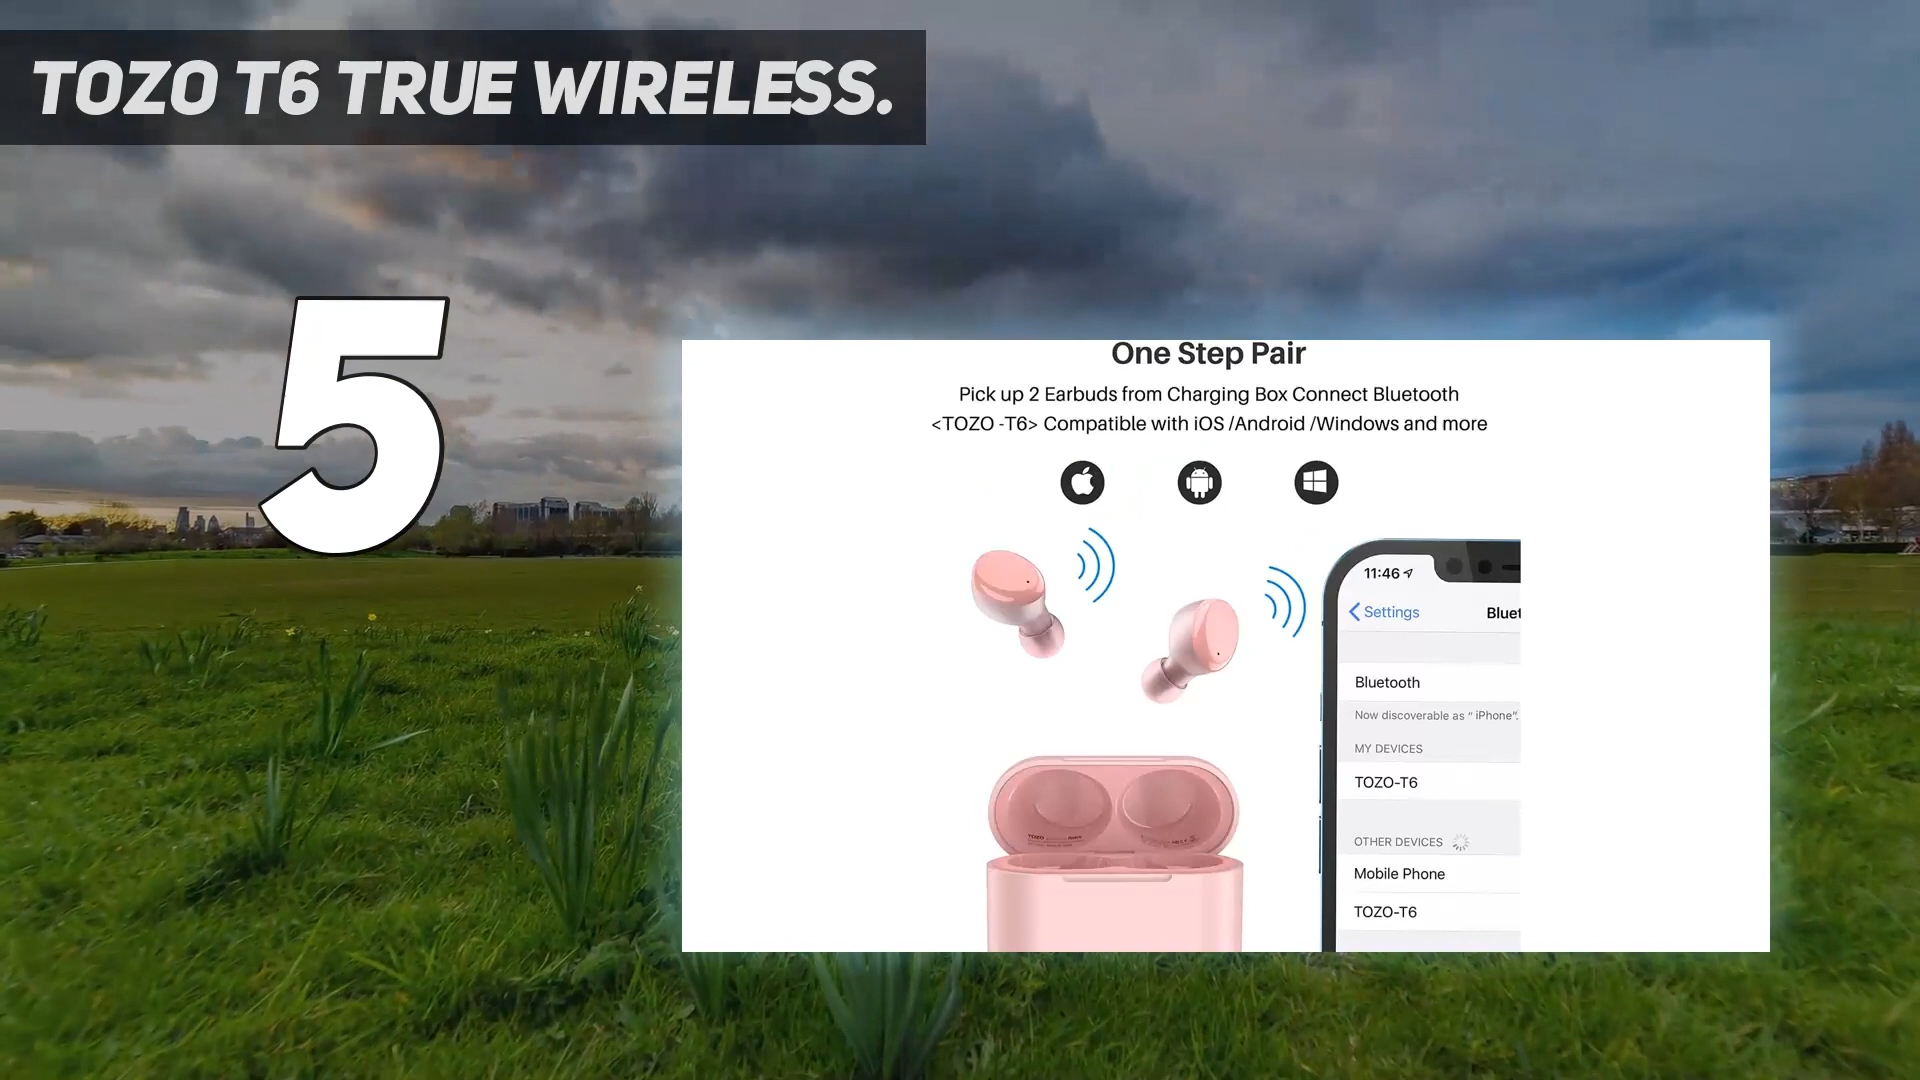 TOZO T6 TRUE WIRELESS.
5
One Step Pair
Pick up 2 Earbuds from Charging Box Connect Bluetooth
<TOZO -T6> Compatible with iOS /Android /Windows and more
11:46
Settings
Bluet
Bluetooth
Now discoverable as “ iPhone”.
MY DEVICES
TOZO-T6
OTHER DEVICES
Mobile Phone
TOZO-T6
TOZO